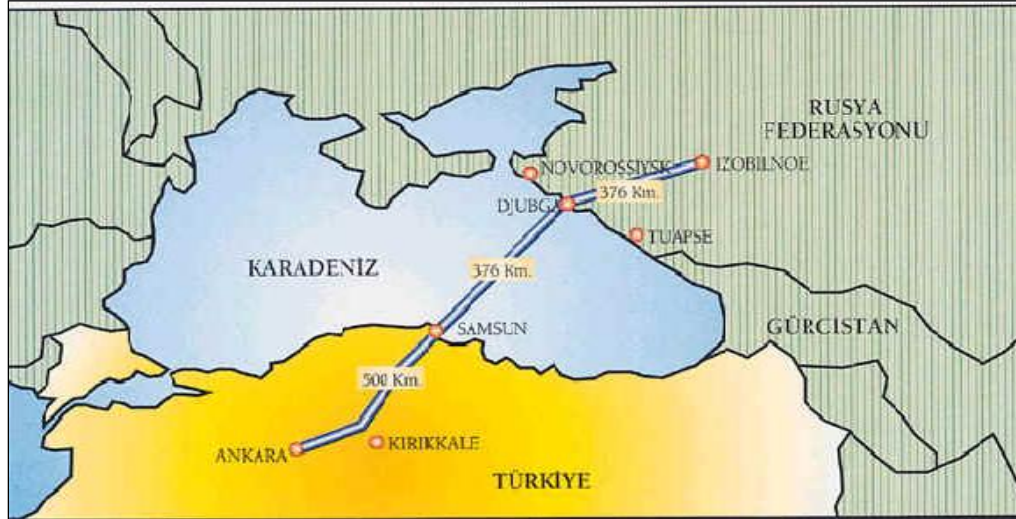 RUSYA
FEDERASYONU
NOVOROSSIYSK
IZOBILNOE
376 Km.
DJUBGA
TUAPSE
KARADENİZ
376 Km.
SAMSUN
GÜRCİSTAN
500 Km.
ANKARA
KIRIKKALE
TÜRKİYE